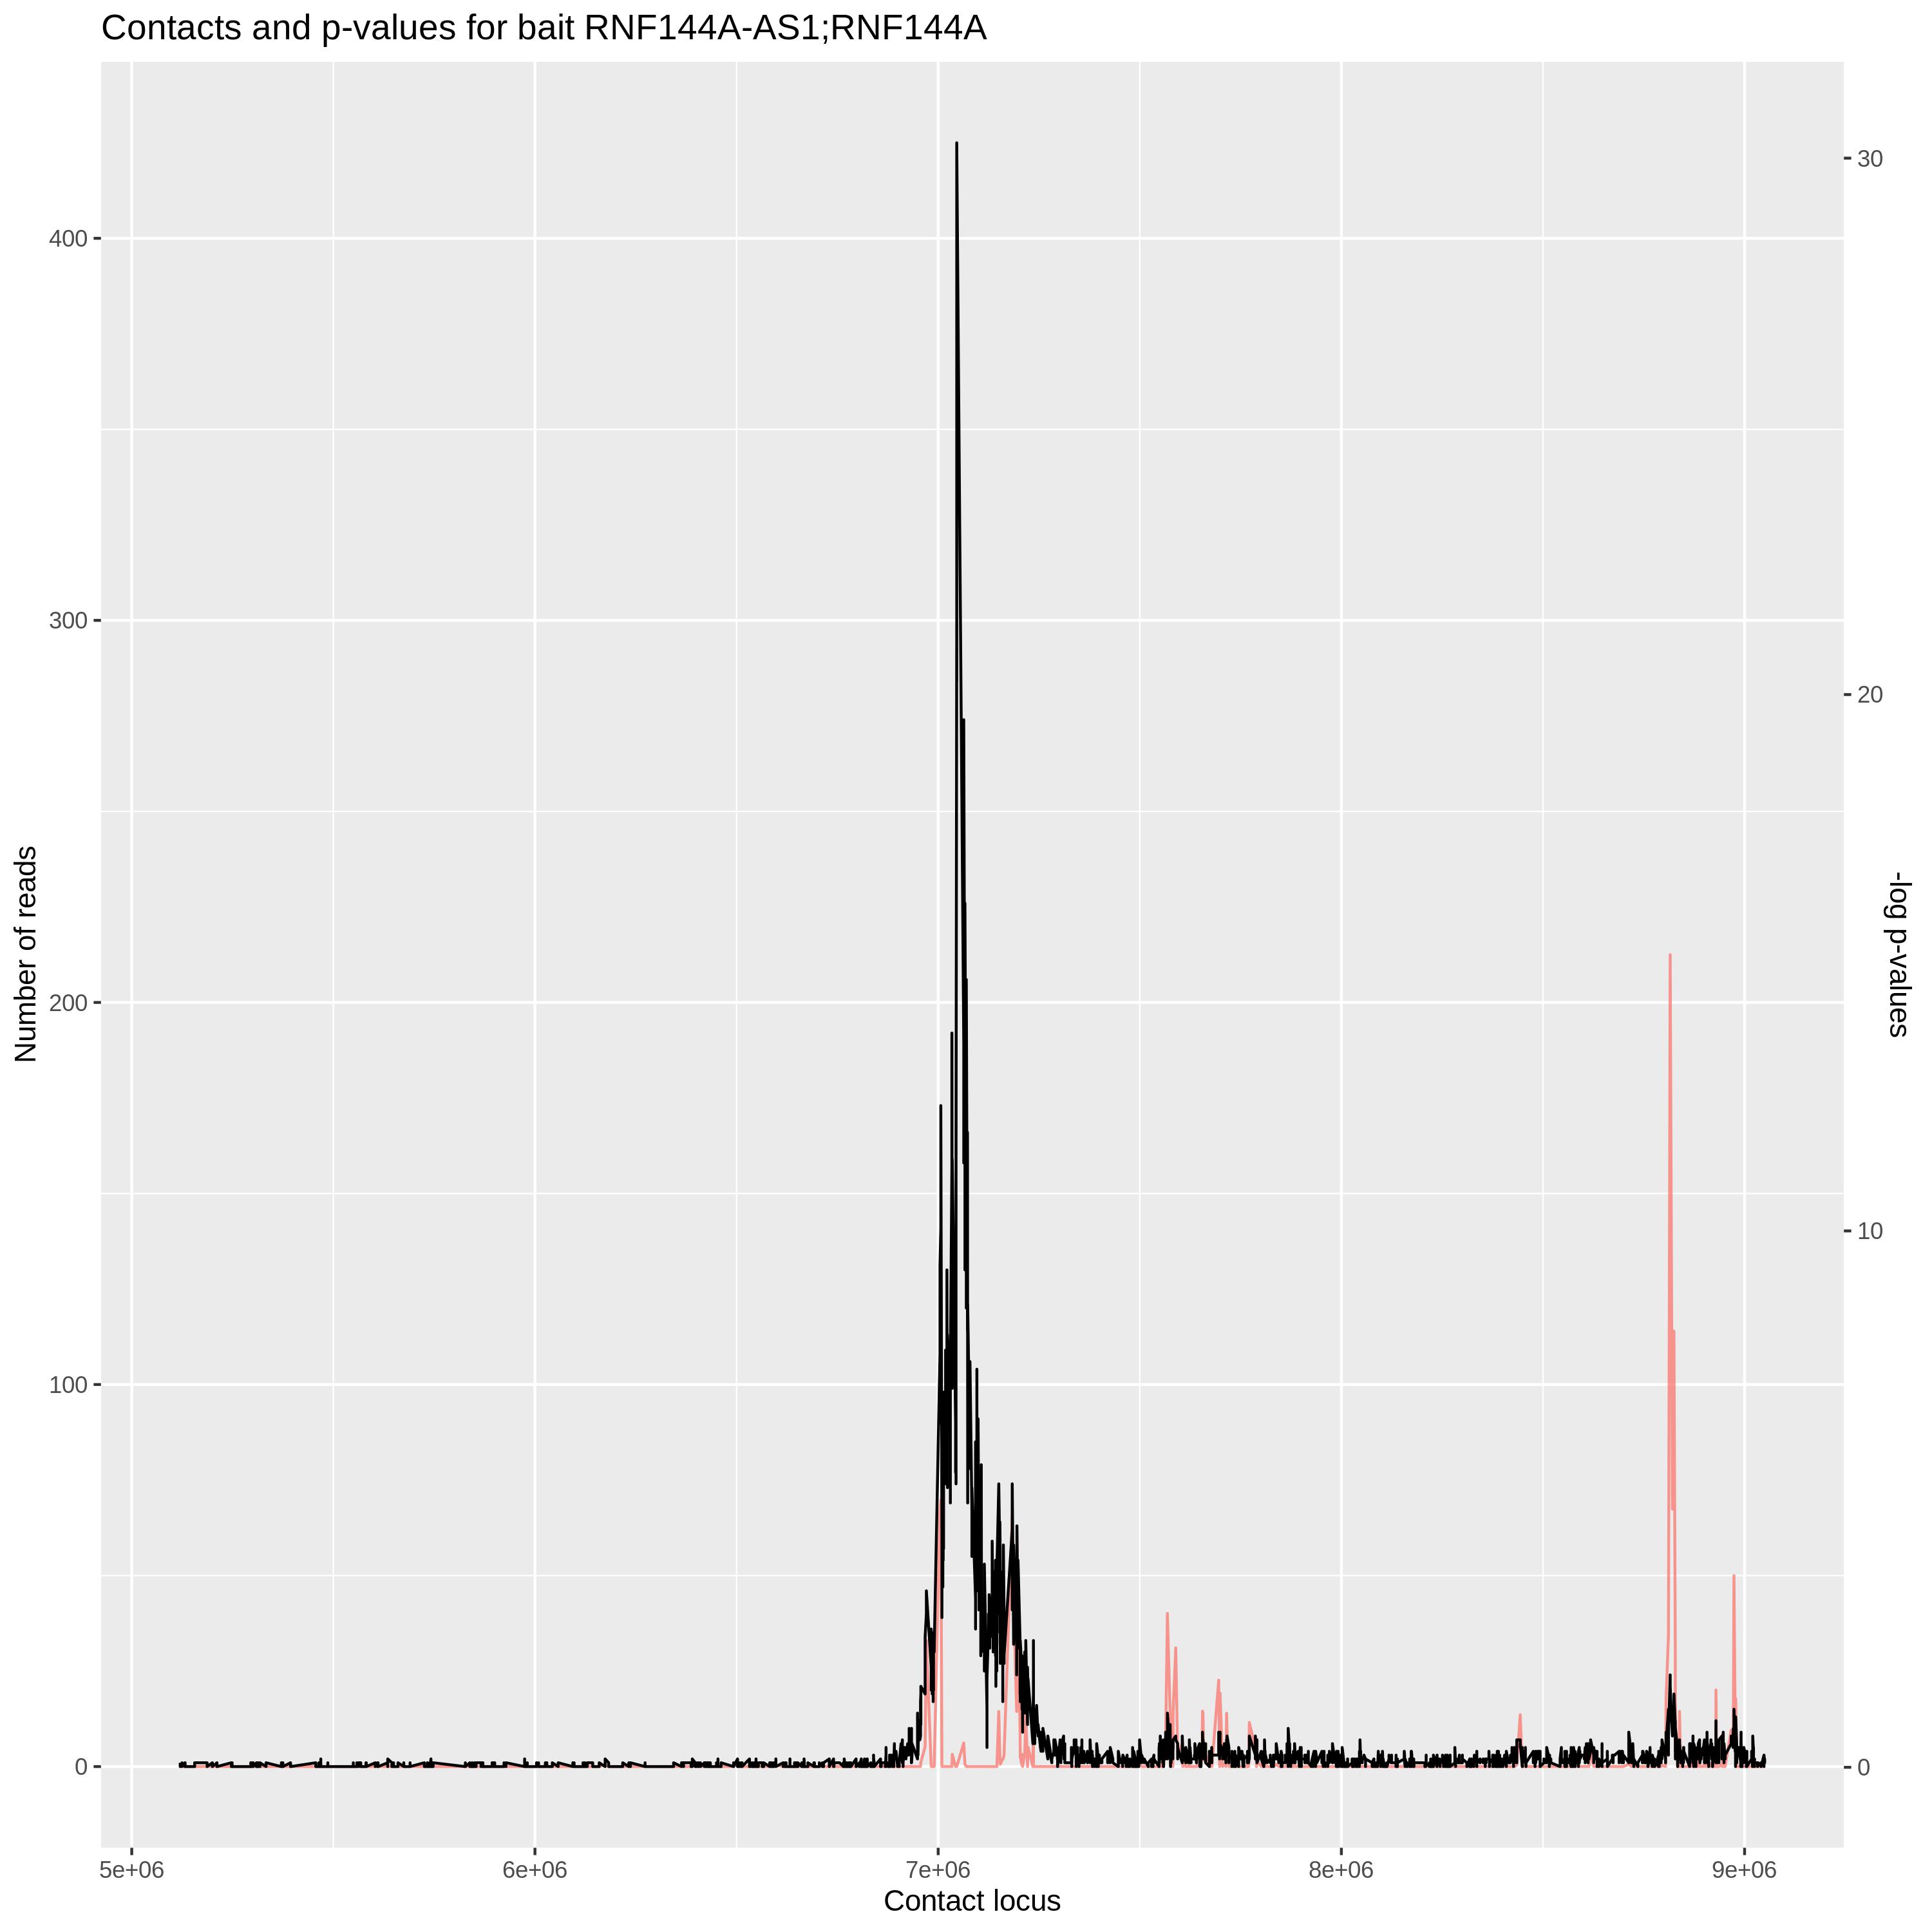 Contacts and p-values for bait RNF144A-AS1;RNF144A
Number of reads
400
300
200
100
0
30
20
10
0
-log p-values
5e+06
6e+06
7e+06
8e+06
9e+06
Contact locus